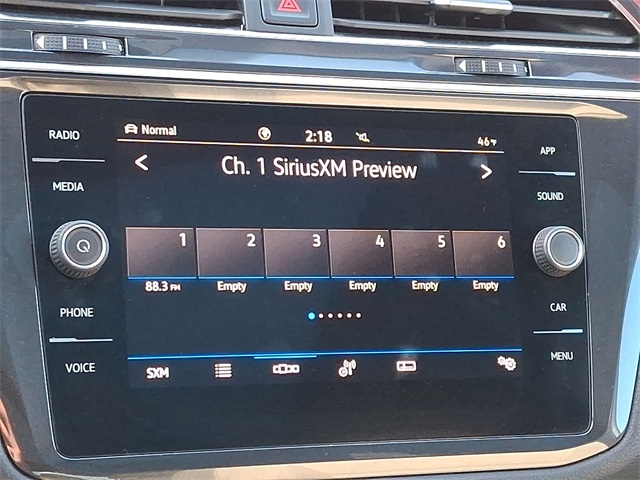 RADIO
MEDIA
PHONE
VOICE
Normal
2:18
46°F
< Ch. 1 SiriusXM Preview >
1 2 3 4 5 6
88.3 FM Empty Empty Empty Empty Empty
SXM
APP
SOUND
CAR
MENU